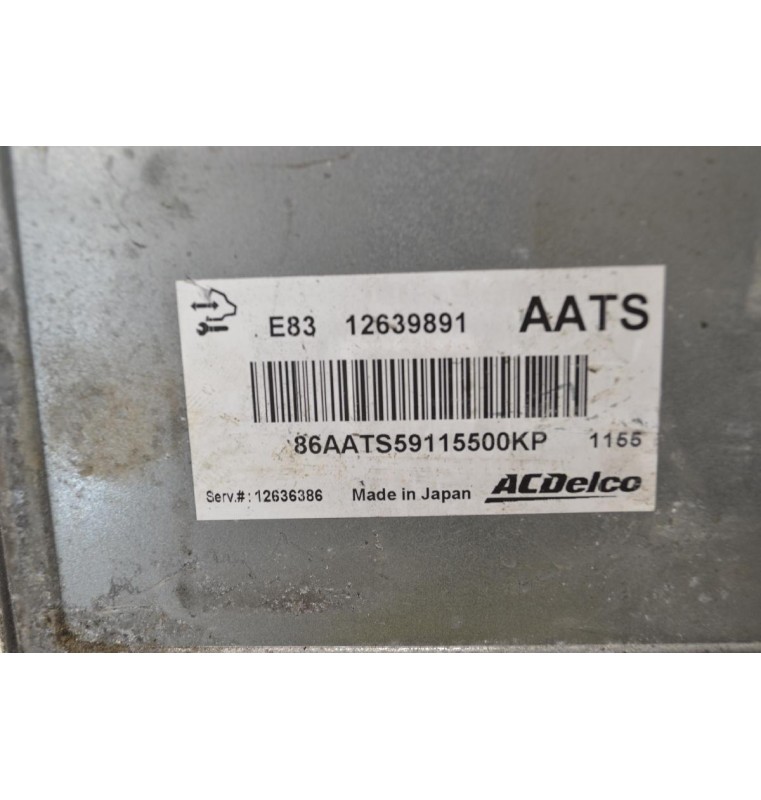 E83 12639891 AATS
86AATS59115500KP 1155
Serv.#: 12636386 Made in Japan ACDelco